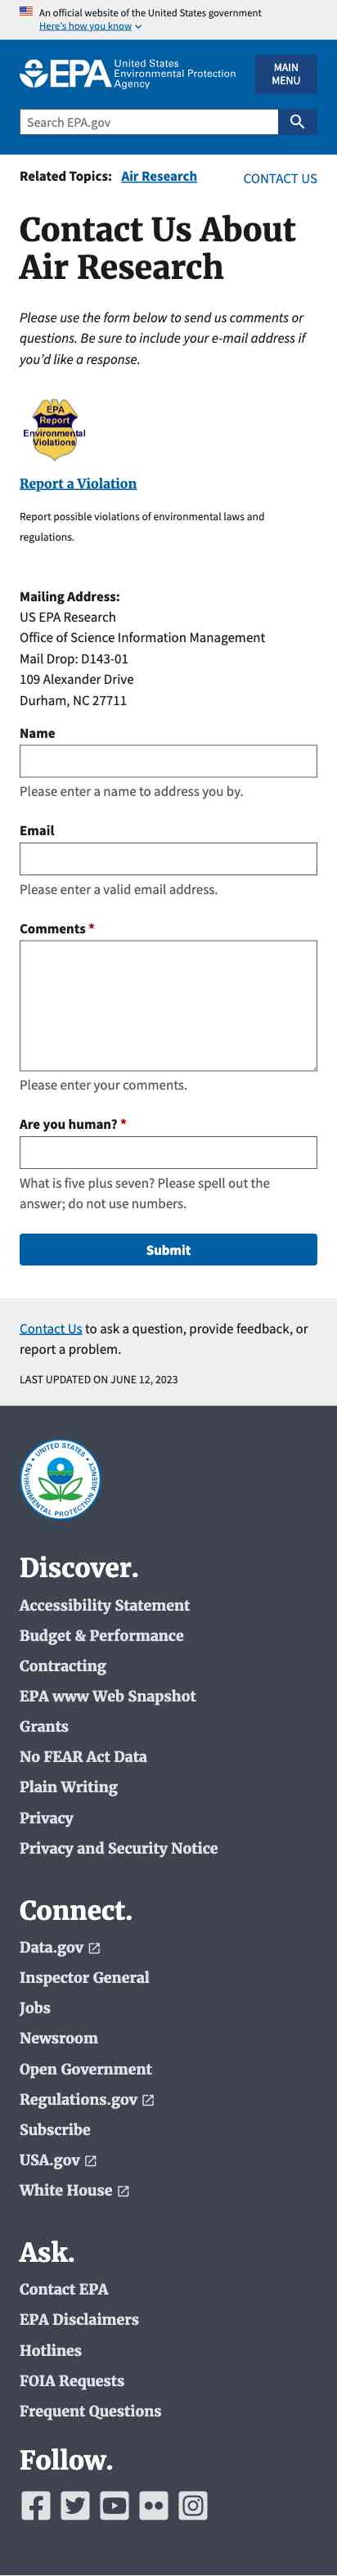 An official website of the United States government
Here's how you know
EPA United States
Environmental Protection
Agency
MAIN
MENU
Search EPA.gov
Related Topics: Air Research
CONTACT US
Contact Us About
Air Research
Please use the form below to send us comments or
questions. Be sure to include your e-mail address if
you'd like a response.
EPA
Report
Environmental
Violations
Report a Violation
Report possible violations of environmental laws and
regulations.
Mailing Address:
US EPA Research
Office of Science Information Management
Mail Drop: D143-01
109 Alexander Drive
Durham, NC 27711
Name
Please enter a name to address you by.
Email
Please enter a valid email address.
Comments *
Please enter your comments.
Are you human? *
What is five plus seven? Please spell out the
answer; do not use numbers.
Submit
Contact Us to ask a question, provide feedback, or
report a problem.
LAST UPDATED ON JUNE 12, 2023
UNITED STATES
ENVIRONMENTAL PROTECTION AGENCY
Discover.
Accessibility Statement
Budget & Performance
Contracting
EPA www Web Snapshot
Grants
No FEAR Act Data
Plain Writing
Privacy
Privacy and Security Notice
Connect.
Data.gov
Inspector General
Jobs
Newsroom
Open Government
Regulations.gov
Subscribe
USA.gov
White House
Ask.
Contact EPA
EPA Disclaimers
Hotlines
FOIA Requests
Frequent Questions
Follow.